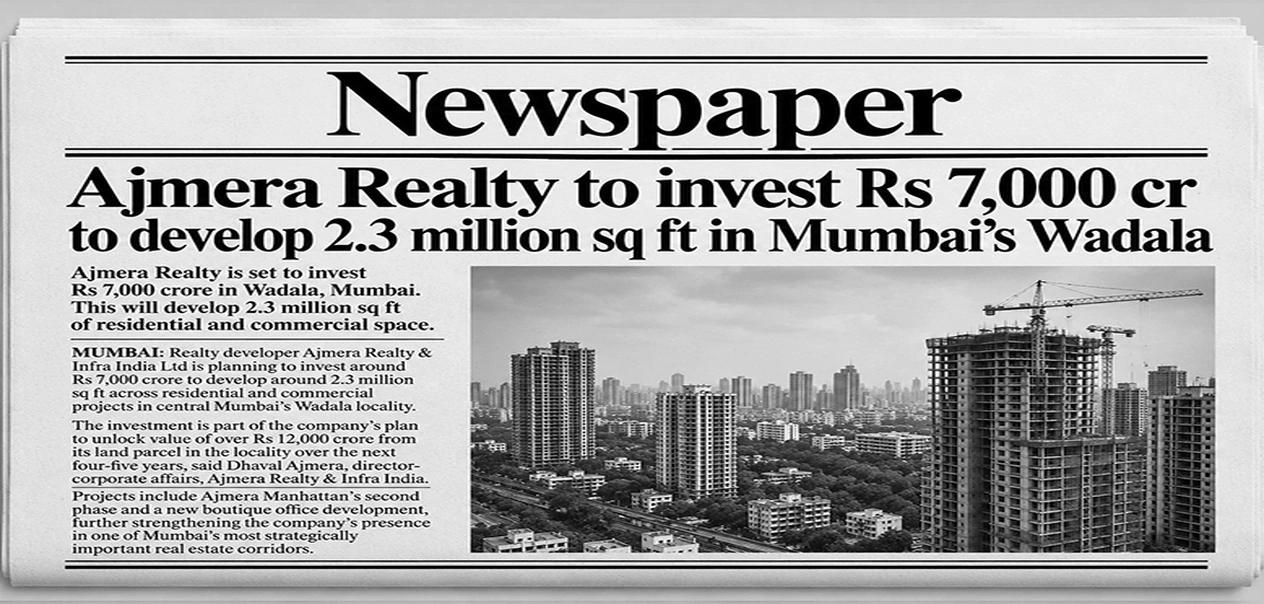 Newspaper
Ajmera Realty to invest Rs 7,000 cr
to develop 2.3 million sq ft in Mumbai's Wadala
Ajmera Realty is set to invest
Rs 7,000 crore in Wadala, Mumbai.
This will develop 2.3 million sq ft
of residential and commercial space.
MUMBAI: Realty developer Ajmera Realty &
Infra India Ltd is planning to invest around
Rs 7,000 crore to develop around 2.3 million
sq ft across residential and commercial
projects in central Mumbai's Wadala locality.
The investment is part of the company's plan
to unlock value of over Rs 12,000 crore from
its land parcel in the locality over the next
four-five years, said Dhaval Ajmera, director-
corporate affairs, Ajmera Realty & Infra India.
Projects include Ajmera Manhattan's second
phase and a new boutique office development,
further strengthening the company's presence
in one of Mumbai's most strategically
important real estate corridors.